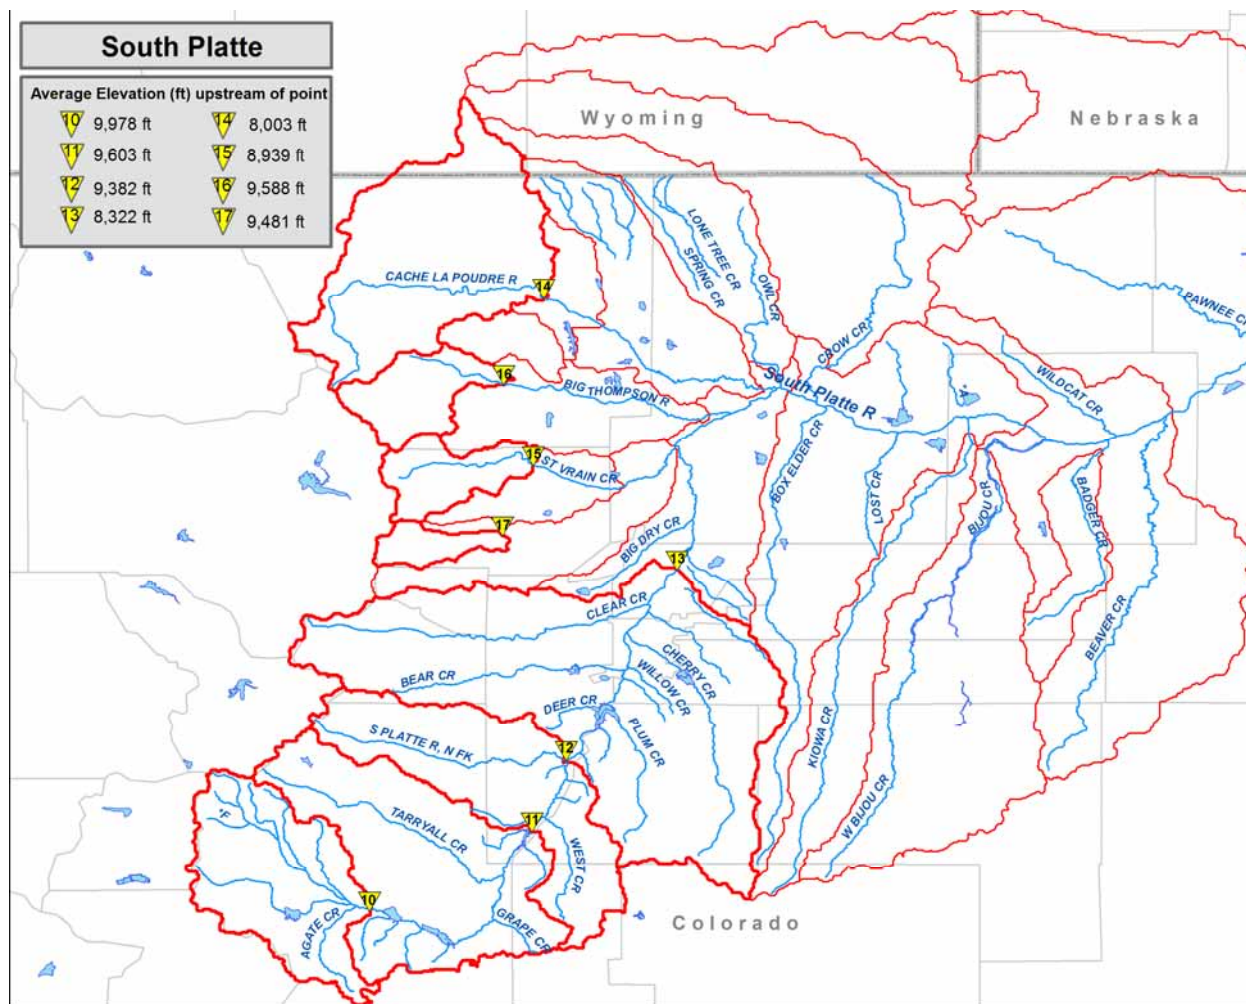 South Platte
Average Elevation (ft) upstream of point
10 9,978 ft
14 8,003 ft
11 9,603 ft
15 8,939 ft
12 9,382 ft
16 9,588 ft
13 8,322 ft
17 9,481 ft
Wyoming
Nebraska
LONE TREE CR
SPRING CR
OWL CR
CROW CR
PAWNEE CR
CACHE LA POUDRE R
14
16
BIG THOMPSON R
South Platte R
*A
WILDCAT CR
15
ST VRAIN CR
BOX ELDER CR
LOST CR
BIJOU CR
BADGER CR
17
BIG DRY CR
13
CLEAR CR
BEAVER CR
BEAR CR
CHERRY CR
WILLOW CR
DEER CR
PLUM CR
S PLATTE R, N FK
12
KIOWA CR
W BIJOU CR
*F
TARRYALL CR
11
WEST CR
10
AGATE CR
GRAPE CR
Colorado